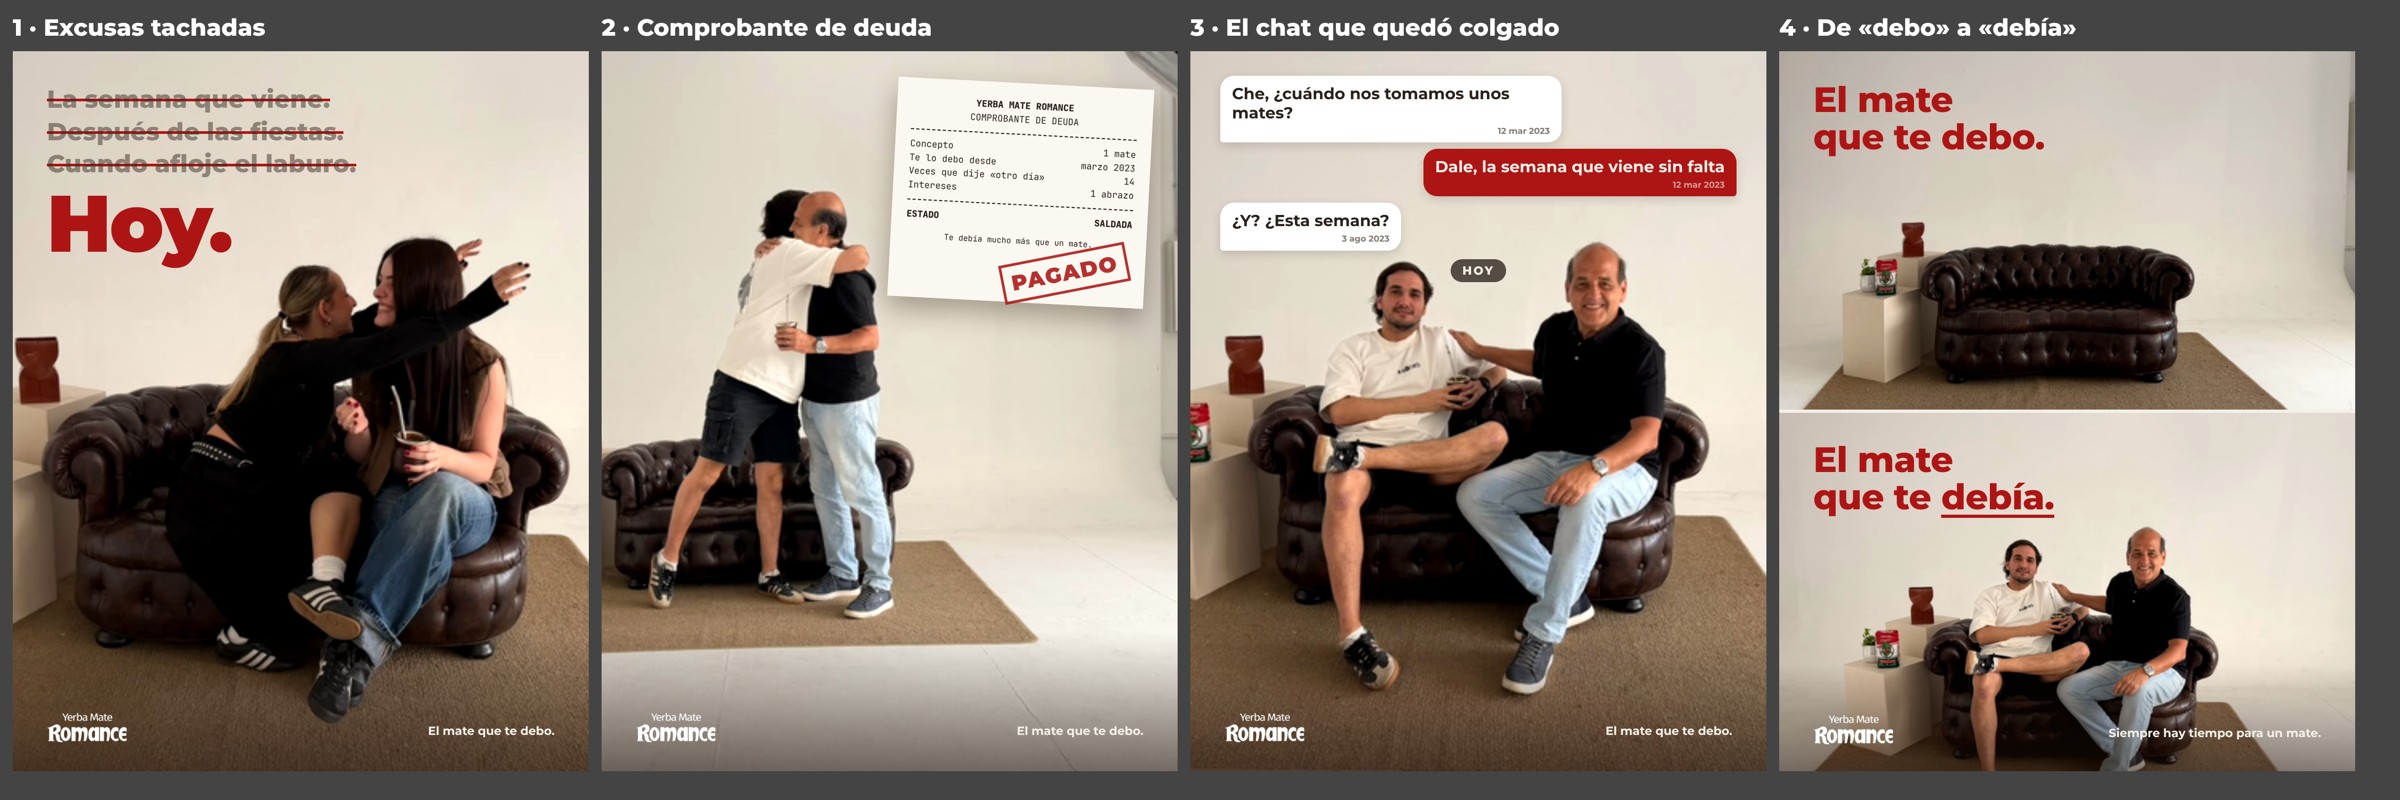 1 · Excusas tachadas
La semana que viene.
Después de las fiestas.
Cuando afloje el laburo.
Hoy.
Yerba Mate
Romance
El mate que te debo.
2 · Comprobante de deuda
YERBA MATE ROMANCE
COMPROBANTE DE DEUDA
Concepto 1 mate
Te lo debo desde marzo 2023
Veces que dije «otro día» 14
Intereses 1 abrazo
ESTADO SALDADA
Te debía mucho más que un mate.
PAGADO
Yerba Mate
Romance
El mate que te debo.
3 · El chat que quedó colgado
Che, ¿cuándo nos tomamos unos
mates?
12 mar 2023
Dale, la semana que viene sin falta
12 mar 2023
¿Y? ¿Esta semana?
3 ago 2023
HOY
Yerba Mate
Romance
El mate que te debo.
4 · De «debo» a «debía»
El mate
que te debo.
El mate
que te debía.
Yerba Mate
Romance
Siempre hay tiempo para un mate.